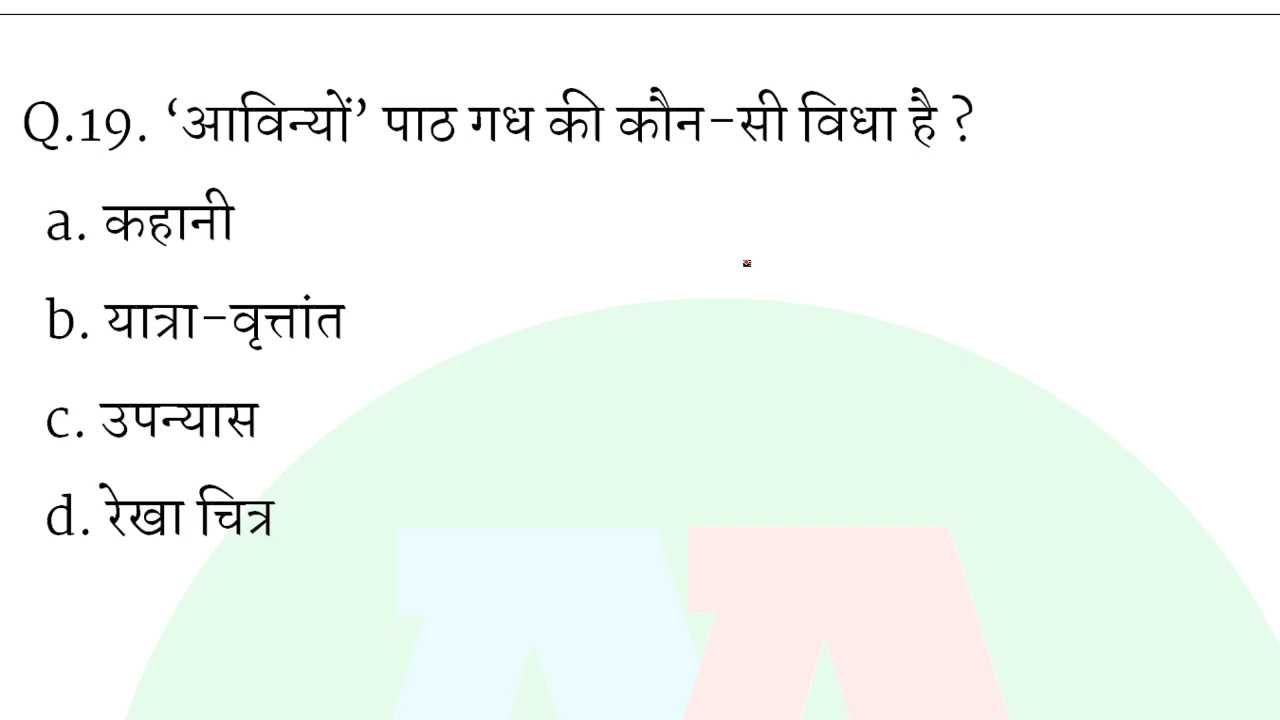 Q.19. ‘आविन्यों’ पाठ गध की कौन-सी विधा है ?
a. कहानी
b. यात्रा-वृत्तांत
c. उपन्यास
d. रेखा चित्र